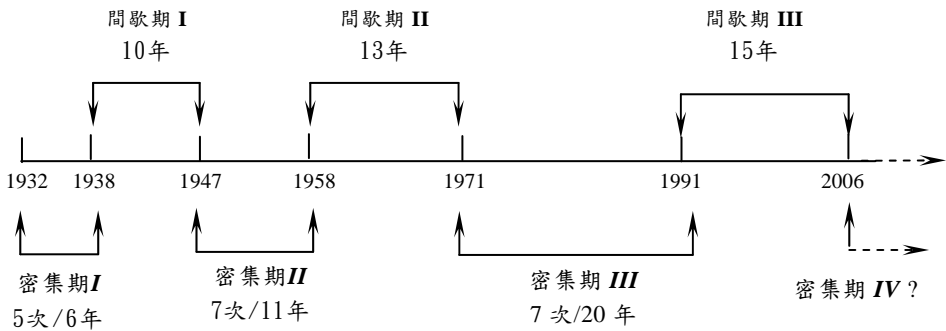 間歇期 I
10年
間歇期 II
13年
間歇期 III
15年
1932
1938
1947
1958
1971
1991
2006
密集期I
5次/6年
密集期II
7次/11年
密集期 III
7 次/20 年
密集期 IV ?